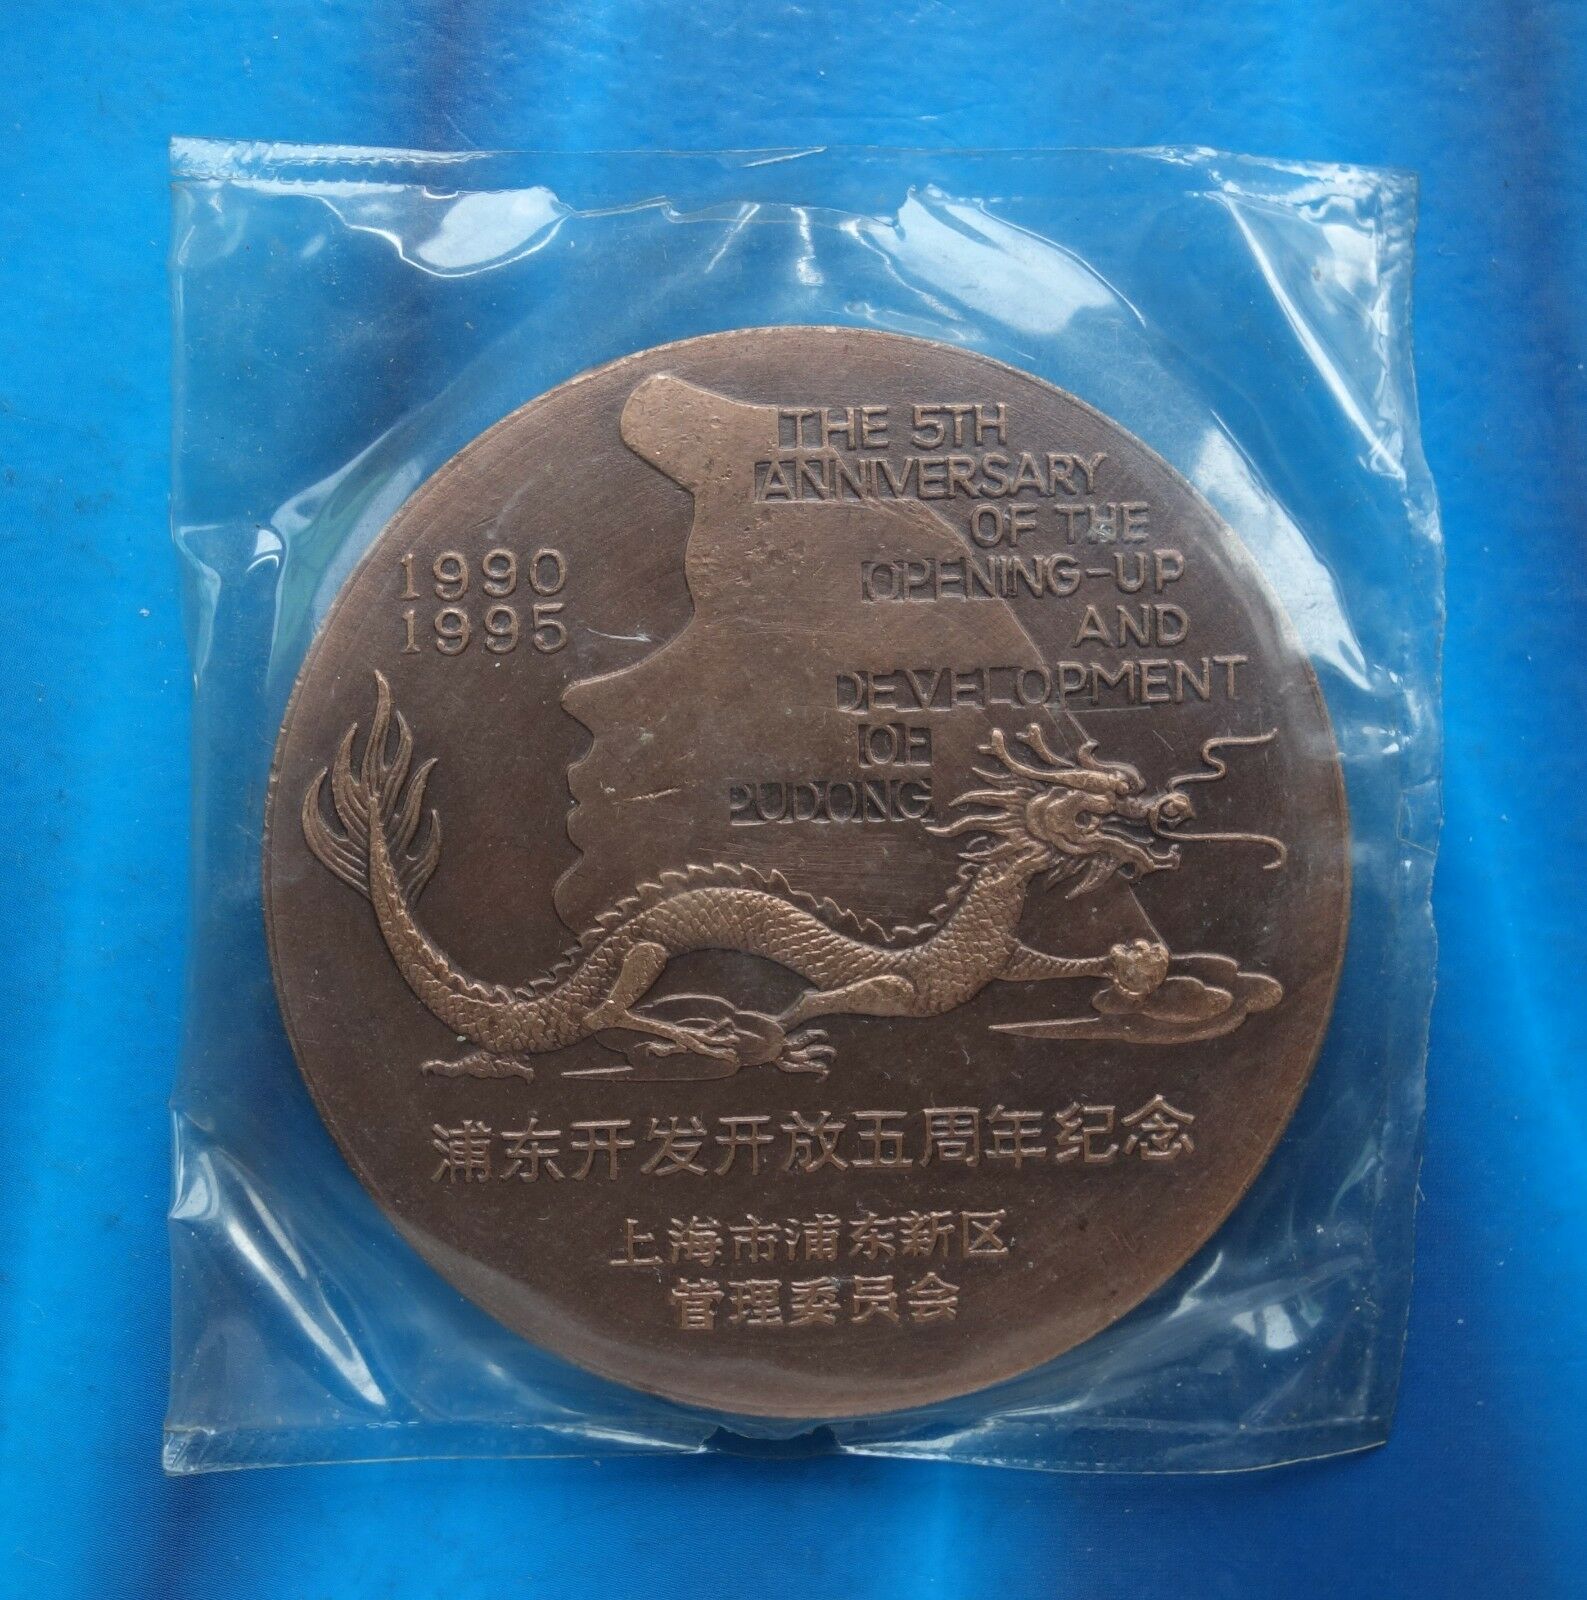 THE 5TH
ANNIVERSARY
OF THE
OPENING-UP
AND
DEVELOPMENT
OF
PUDONG
1990
1995
浦东开发开放五周年纪念
上海市浦东新区
管理委员会